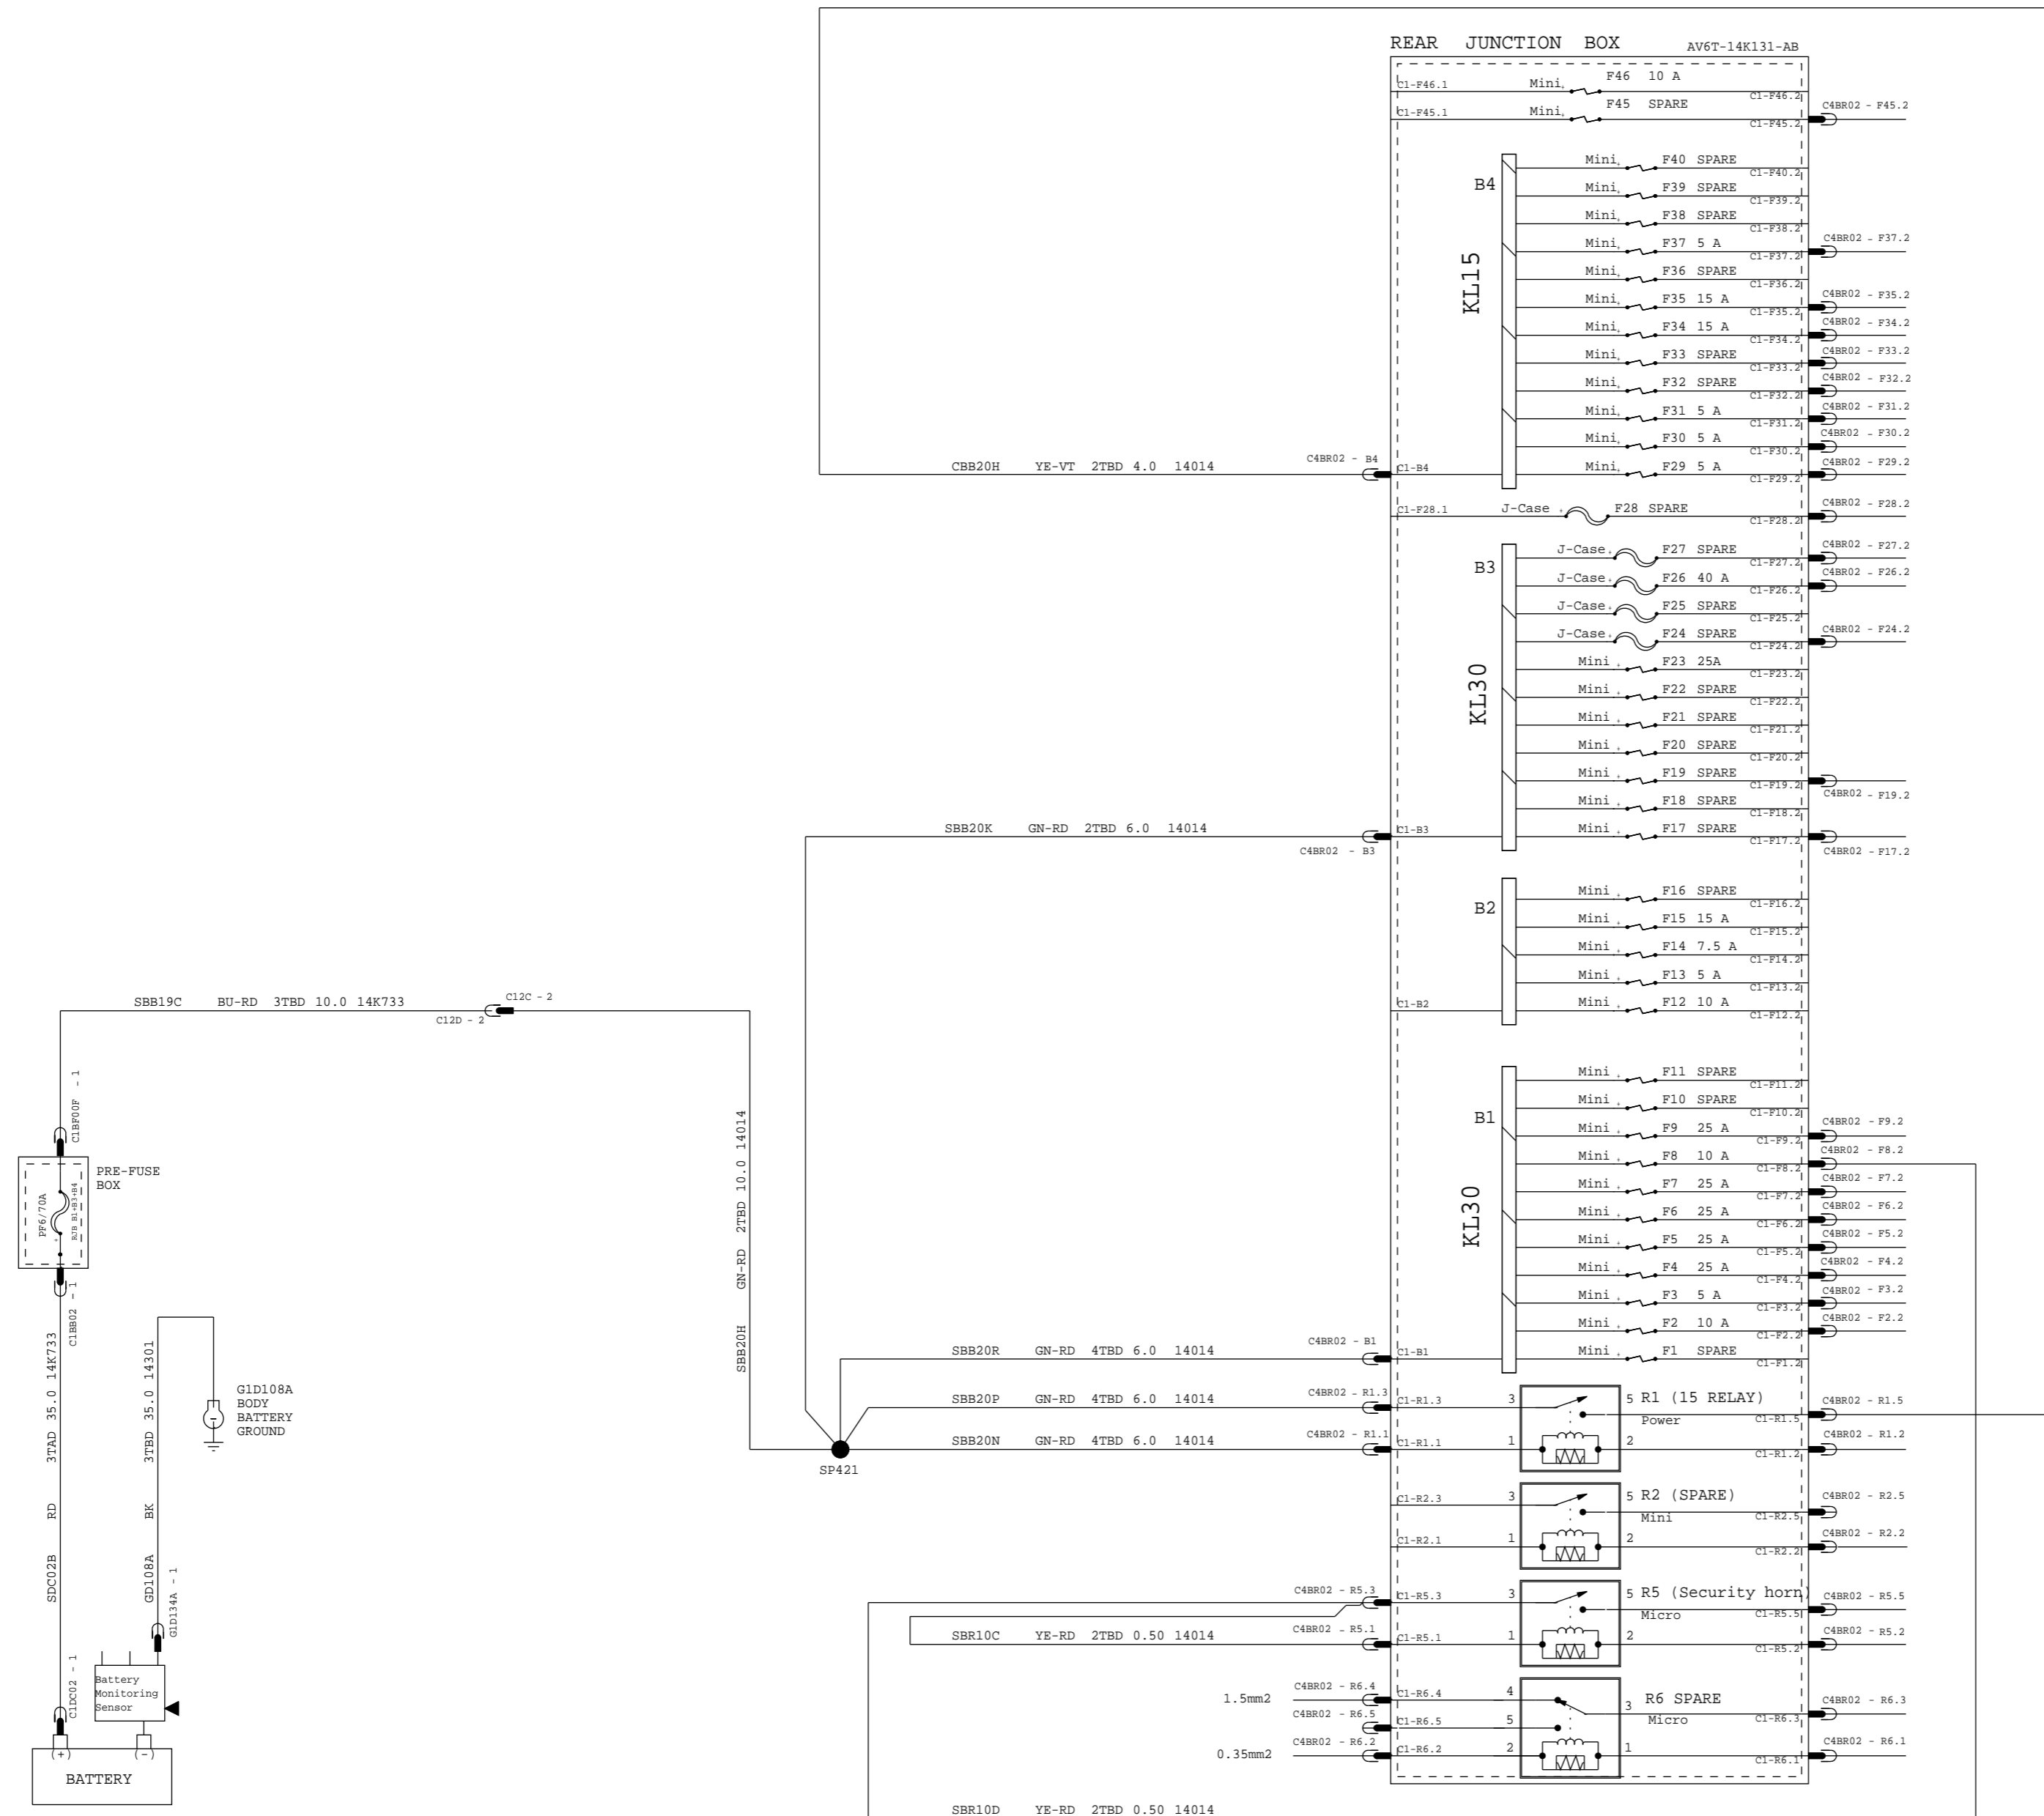 REAR JUNCTION BOX AV6T-14K131-AB
C1-F46.1 Mini F46 10 A C1-F46.2
C1-F45.1 Mini F45 SPARE C1-F45.2 C4BR02 - F45.2
B4
KL15
Mini F40 SPARE C1-F40.2
Mini F39 SPARE C1-F39.2
Mini F38 SPARE C1-F38.2
Mini F37 5 A C1-F37.2 C4BR02 - F37.2
Mini F36 SPARE C1-F36.2
Mini F35 15 A C1-F35.2 C4BR02 - F35.2
Mini F34 15 A C1-F34.2 C4BR02 - F34.2
Mini F33 SPARE C1-F33.2 C4BR02 - F33.2
Mini F32 SPARE C1-F32.2 C4BR02 - F32.2
Mini F31 5 A C1-F31.2 C4BR02 - F31.2
Mini F30 5 A C1-F30.2 C4BR02 - F30.2
CBB20H YE-VT 2TBD 4.0 14014 C4BR02 - B4 C1-B4 Mini F29 5 A C1-F29.2 C4BR02 - F29.2
C1-F28.1 J-Case F28 SPARE C1-F28.2 C4BR02 - F28.2
B3
KL30
J-Case F27 SPARE C1-F27.2 C4BR02 - F27.2
J-Case F26 40 A C1-F26.2 C4BR02 - F26.2
J-Case F25 SPARE C1-F25.2
J-Case F24 SPARE C1-F24.2 C4BR02 - F24.2
Mini F23 25A C1-F23.2
Mini F22 SPARE C1-F22.2
Mini F21 SPARE C1-F21.2
Mini F20 SPARE C1-F20.2
Mini F19 SPARE C1-F19.2 C4BR02 - F19.2
Mini F18 SPARE C1-F18.2
SBB20K GN-RD 2TBD 6.0 14014 C4BR02 - B3 C1-B3 Mini F17 SPARE C1-F17.2 C4BR02 - F17.2
B2
Mini F16 SPARE C1-F16.2
Mini F15 15 A C1-F15.2
Mini F14 7.5 A C1-F14.2
Mini F13 5 A C1-F13.2
C1-B2 Mini F12 10 A C1-F12.2
SBB19C BU-RD 3TBD 10.0 14K733 C12D - 2 C12C - 2
B1
KL30
Mini F11 SPARE C1-F11.2
Mini F10 SPARE C1-F10.2
Mini F9 25 A C1-F9.2 C4BR02 - F9.2
Mini F8 10 A C1-F8.2 C4BR02 - F8.2
Mini F7 25 A C1-F7.2 C4BR02 - F7.2
Mini F6 25 A C1-F6.2 C4BR02 - F6.2
Mini F5 25 A C1-F5.2 C4BR02 - F5.2
Mini F4 25 A C1-F4.2 C4BR02 - F4.2
Mini F3 5 A C1-F3.2 C4BR02 - F3.2
Mini F2 10 A C1-F2.2 C4BR02 - F2.2
SBB20R GN-RD 4TBD 6.0 14014 C4BR02 - B1 C1-B1 Mini F1 SPARE C1-F1.2
C1BF00F - 1
PRE-FUSE
BOX
PF6/70A
RJB B1+B3+B4
C1BB02 - 1
SDC02B RD 3TAD 35.0 14K733
GD108A BK 3TBD 35.0 14301
G1D108A
BODY
BATTERY
GROUND
G1D134A - 1
C1DC02 - 1
Battery
Monitoring
Sensor
(+) (-)
BATTERY
SBB20H GN-RD 2TBD 10.0 14014
SP421
SBB20P GN-RD 4TBD 6.0 14014 C4BR02 - R1.3 C1-R1.3 3 5 R1 (15 RELAY) C1-R1.5 C4BR02 - R1.5
Power
SBB20N GN-RD 4TBD 6.0 14014 C4BR02 - R1.1 C1-R1.1 1 2 C1-R1.2 C4BR02 - R1.2
C1-R2.3 3 5 R2 (SPARE) C1-R2.5 C4BR02 - R2.5
Mini
C1-R2.1 1 2 C1-R2.2 C4BR02 - R2.2
C4BR02 - R5.3 C1-R5.3 3 5 R5 (Security horn) C1-R5.5 C4BR02 - R5.5
Micro
SBR10C YE-RD 2TBD 0.50 14014 C4BR02 - R5.1 C1-R5.1 1 2 C1-R5.2 C4BR02 - R5.2
1.5mm2 C4BR02 - R6.4 C1-R6.4 4 3 R6 SPARE C1-R6.3 C4BR02 - R6.3
Micro
C4BR02 - R6.5 C1-R6.5 5
0.35mm2 C4BR02 - R6.2 C1-R6.2 2 1 C1-R6.1 C4BR02 - R6.1
SBR10D YE-RD 2TBD 0.50 14014